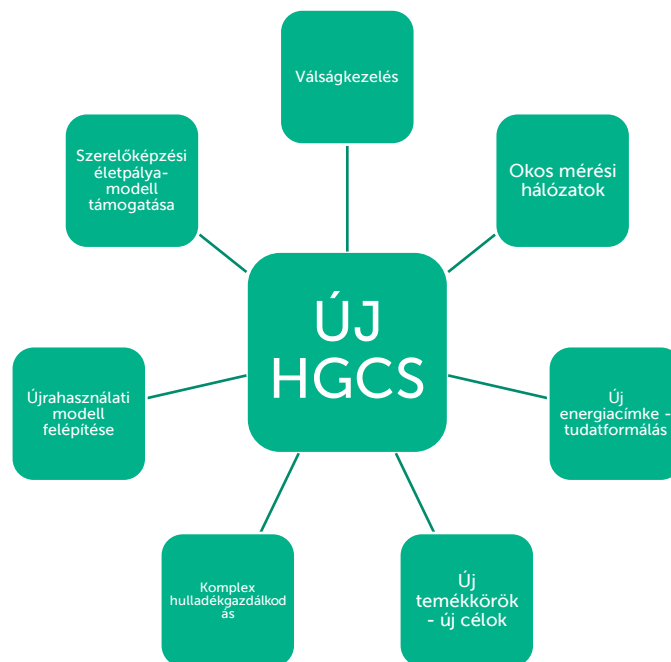 Válságkezelés
Szerelőképzési
életpálya-
modell
támogatása
Okos mérési
hálózatok
ÚJ
HGCS
Újrahasználati
modell
felépítése
Új
energiacímke -
tudatformálás
Komplex
hulladékgazdálkod
ás
Új
temékkörök
- új célok